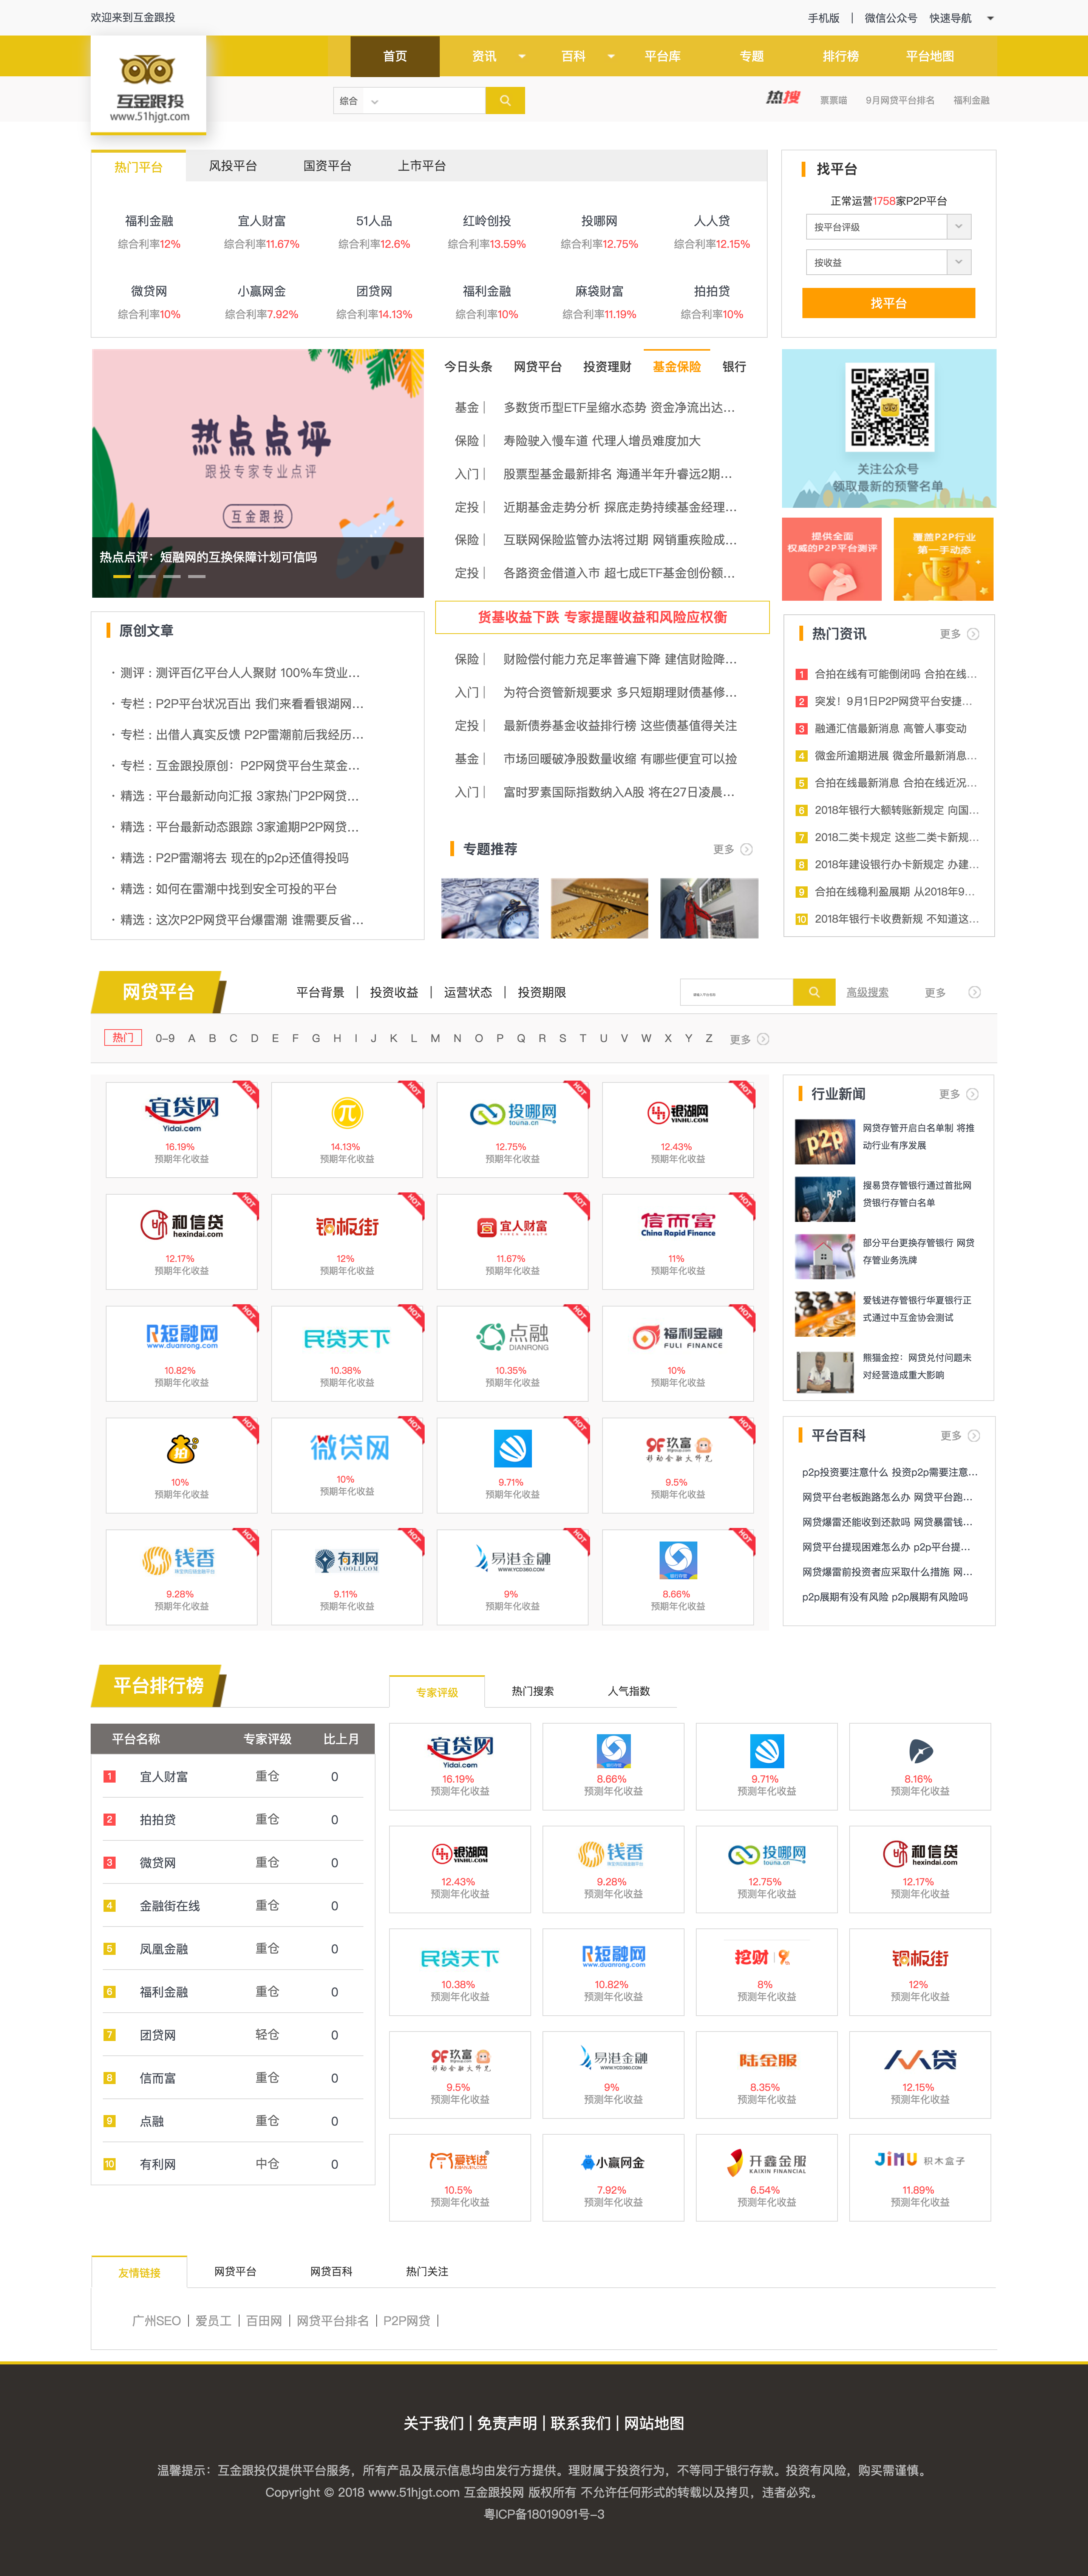 欢迎来到互金跟投
手机版 | 微信公众号 快速导航
首页 资讯 百科 平台库 专题 排行榜 平台地图
互金跟投
www.51hjgt.com
综合
热搜 票票喵 9月网贷平台排名 福利金融
热门平台 风投平台 国资平台 上市平台
福利金融 宜人财富 51人品 红岭创投 投哪网 人人贷
综合利率12% 综合利率11.67% 综合利率12.6% 综合利率13.59% 综合利率12.75% 综合利率12.15%
微贷网 小赢网金 团贷网 福利金融 麻袋财富 拍拍贷
综合利率10% 综合利率7.92% 综合利率14.13% 综合利率10% 综合利率11.19% 综合利率10%
找平台
正常运营1758家P2P平台
按平台评级
按收益
找平台
热点点评
跟投专家专业点评
互金跟投
热点点评：短融网的互换保障计划可信吗
今日头条 网贷平台 投资理财 基金保险 银行
基金 | 多数货币型ETF呈缩水态势 资金净流出达...
保险 | 寿险驶入慢车道 代理人增员难度加大
入门 | 股票型基金最新排名 海通半年升睿远2期...
定投 | 近期基金走势分析 探底走势持续基金经理...
保险 | 互联网保险监管办法将过期 网销重疾险成...
定投 | 各路资金借道入市 超七成ETF基金创份额...
货基收益下跌 专家提醒收益和风险应权衡
保险 | 财险偿付能力充足率普遍下降 建信财险降...
入门 | 为符合资管新规要求 多只短期理财债基修...
定投 | 最新债券基金收益排行榜 这些债基值得关注
基金 | 市场回暖破净股数量收缩 有哪些便宜可以捡
入门 | 富时罗素国际指数纳入A股 将在27日凌晨...
关注公众号
领取最新的预警名单
提供全面
权威的P2P平台测评
覆盖P2P行业
第一手动态
原创文章
· 测评 : 测评百亿平台人人聚财 100%车贷业...
· 专栏 : P2P平台状况百出 我们来看看银湖网...
· 专栏 : 出借人真实反馈 P2P雷潮前后我经历...
· 专栏 : 互金跟投原创：P2P网贷平台生菜金...
· 精选 : 平台最新动向汇报 3家热门P2P网贷...
· 精选 : 平台最新动态跟踪 3家逾期P2P网贷...
· 精选 : P2P雷潮将去 现在的p2p还值得投吗
· 精选 : 如何在雷潮中找到安全可投的平台
· 精选 : 这次P2P网贷平台爆雷潮 谁需要反省...
专题推荐 更多
热门资讯 更多
1 合拍在线有可能倒闭吗 合拍在线...
2 突发！9月1日P2P网贷平台安捷...
3 融通汇信最新消息 高管人事变动
4 微金所逾期进展 微金所最新消息...
5 合拍在线最新消息 合拍在线近况...
6 2018年银行大额转账新规定 向国...
7 2018二类卡规定 这些二类卡新规...
8 2018年建设银行办卡新规定 办建...
9 合拍在线稳利盈展期 从2018年9...
10 2018年银行卡收费新规 不知道这...
网贷平台
平台背景 | 投资收益 | 运营状态 | 投资期限
高级搜索 更多
热门 0-9 A B C D E F G H I J K L M N O P Q R S T U V W X Y Z 更多
宜贷网 Yidai.com HOT 投哪网 touna.cn HOT 银湖网 YINHU.COM HOT
16.19% 14.13% 12.75% 12.43%
预期年化收益 预期年化收益 预期年化收益 预期年化收益
和信贷 hexindai.com HOT 铜板街 HOT 宜人财富 HOT 信而富 China Rapid Finance HOT
12.17% 12% 11.67% 11%
预期年化收益 预期年化收益 预期年化收益 预期年化收益
短融网 www.duanrong.com HOT 民贷天下 HOT 点融 DIANRONG HOT 福利金融 FULI FINANCE HOT
10.82% 10.38% 10.35% 10%
预期年化收益 预期年化收益 预期年化收益 预期年化收益
拍 HOT 微贷网 HOT HOT 9F玖富 移动金融大师兄 HOT
10% 10% 9.71% 9.5%
预期年化收益 预期年化收益 预期年化收益 预期年化收益
钱香 HOT 有利网 YOOLI.COM HOT 易港金融 WWW.YCD360.COM HOT HOT
9.28% 9.11% 9% 8.66%
预期年化收益 预期年化收益 预期年化收益 预期年化收益
行业新闻 更多
网贷存管开启白名单制 将推
动行业有序发展
搜易贷存管银行通过首批网
贷银行存管白名单
部分平台更换存管银行 网贷
存管业务洗牌
爱钱进存管银行华夏银行正
式通过中互金协会测试
熊猫金控：网贷兑付问题未
对经营造成重大影响
平台百科 更多
p2p投资要注意什么 投资p2p需要注意...
网贷平台老板跑路怎么办 网贷平台跑...
网贷爆雷还能收到还款吗 网贷暴雷钱...
网贷平台提现困难怎么办 p2p平台提...
网贷爆雷前投资者应采取什么措施 网...
p2p展期有没有风险 p2p展期有风险吗
平台排行榜
专家评级 热门搜索 人气指数
平台名称 专家评级 比上月
1 宜人财富 重仓 0
2 拍拍贷 重仓 0
3 微贷网 重仓 0
4 金融街在线 重仓 0
5 凤凰金融 重仓 0
6 福利金融 重仓 0
7 团贷网 轻仓 0
8 信而富 重仓 0
9 点融 重仓 0
10 有利网 中仓 0
宜贷网 Yidai.com
16.19% 8.66% 9.71% 8.16%
预测年化收益 预测年化收益 预测年化收益 预测年化收益
银湖网 YINHU.COM 钱香 投哪网 touna.cn 和信贷 hexindai.com
12.43% 9.28% 12.75% 12.17%
预测年化收益 预测年化收益 预测年化收益 预测年化收益
民贷天下 短融网 www.duanrong.com 挖财 铜板街
10.38% 10.82% 8% 12%
预测年化收益 预测年化收益 预测年化收益 预测年化收益
9F玖富 移动金融大师兄 易港金融 WWW.YCD360.COM 陆金服 人人贷
9.5% 9% 8.35% 12.15%
预测年化收益 预测年化收益 预测年化收益 预测年化收益
爱钱进 小赢网金 开鑫金服 KAIXIN FINANCIAL JIMU 积木盒子
10.5% 7.92% 6.54% 11.89%
预测年化收益 预测年化收益 预测年化收益 预测年化收益
友情链接 网贷平台 网贷百科 热门关注
广州SEO | 爱员工 | 百田网 | 网贷平台排名 | P2P网贷 |
关于我们 | 免责声明 | 联系我们 | 网站地图
温馨提示：互金跟投仅提供平台服务，所有产品及展示信息均由发行方提供。理财属于投资行为，不等同于银行存款。投资有风险，购买需谨慎。
Copyright © 2018 www.51hjgt.com 互金跟投网 版权所有 不允许任何形式的转载以及拷贝，违者必究。
粤ICP备18019091号-3